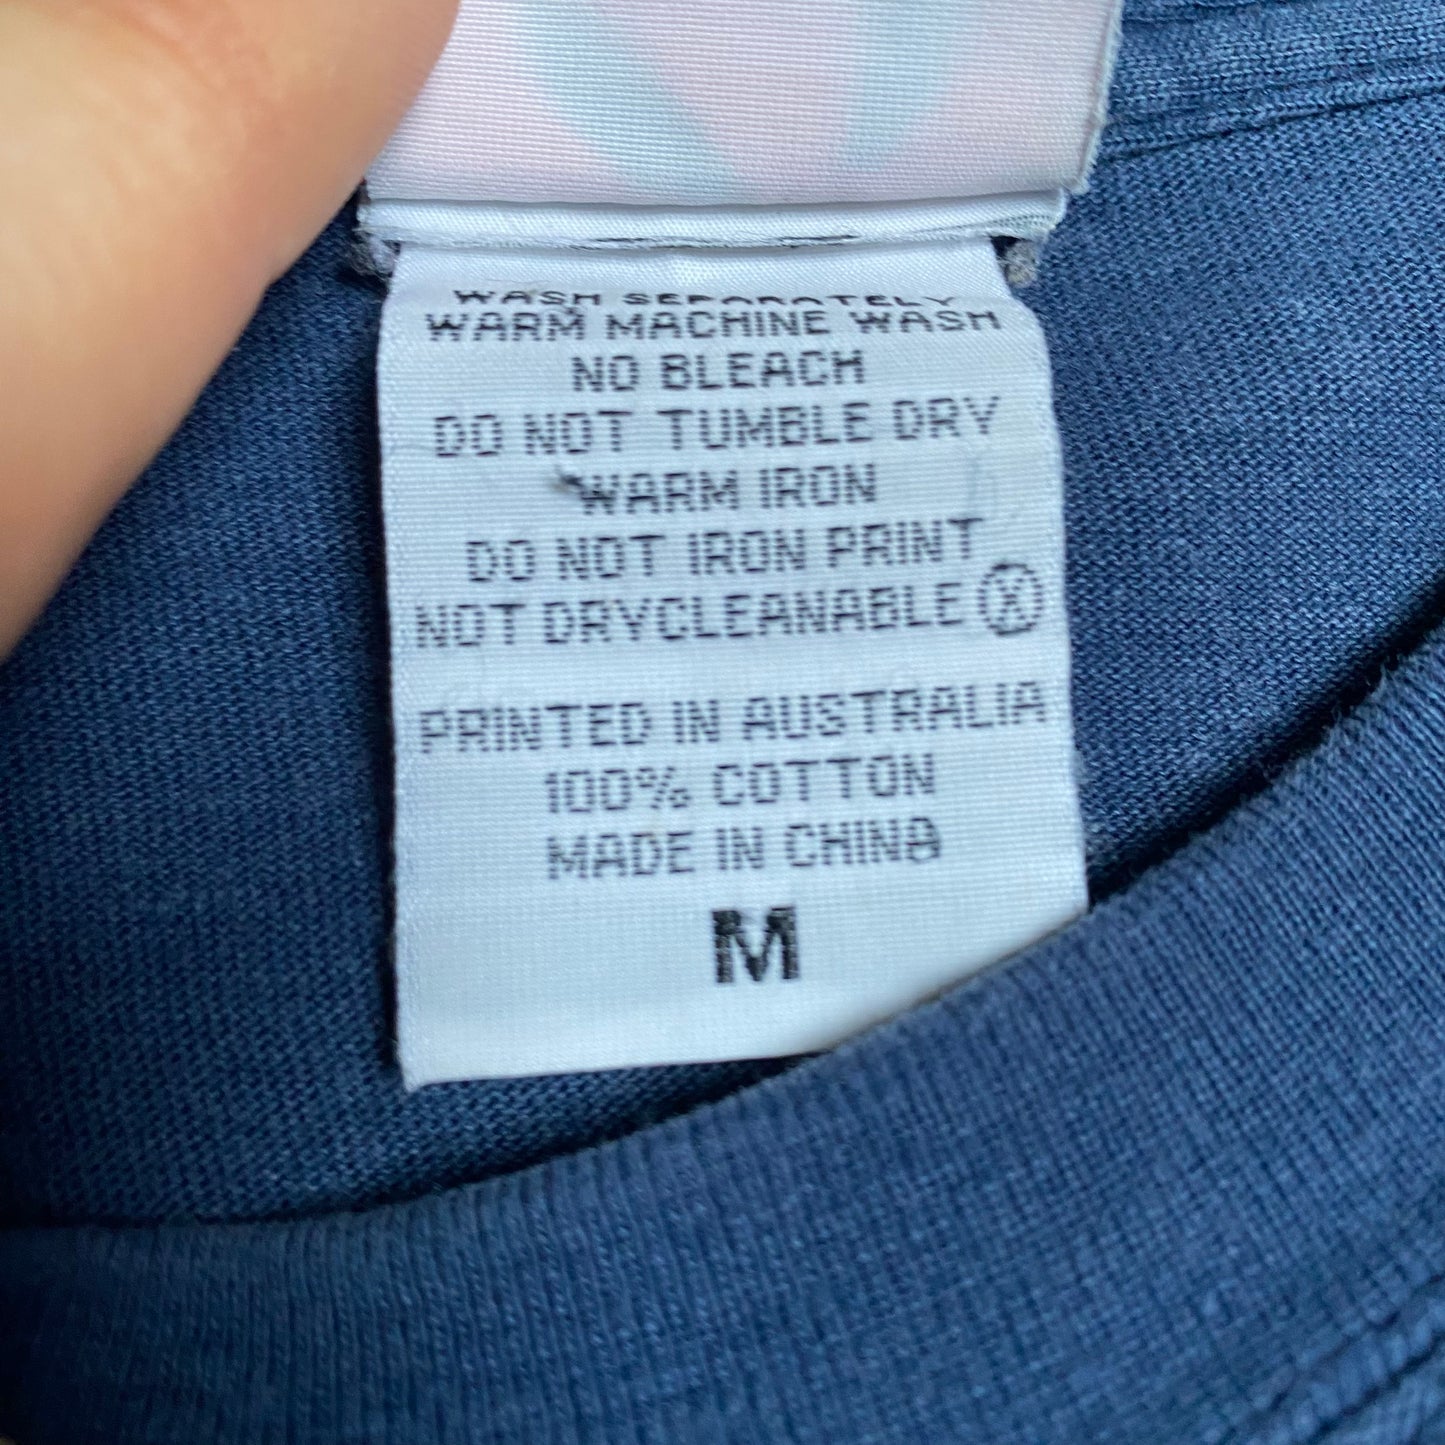 WASH SEPARATELY
WARM MACHINE WASH
NO BLEACH
DO NOT TUMBLE DRY
WARM IRON
DO NOT IRON PRINT
NOT DRYCLEANABLE Ⓧ
PRINTED IN AUSTRALIA
100% COTTON
MADE IN CHINA
M